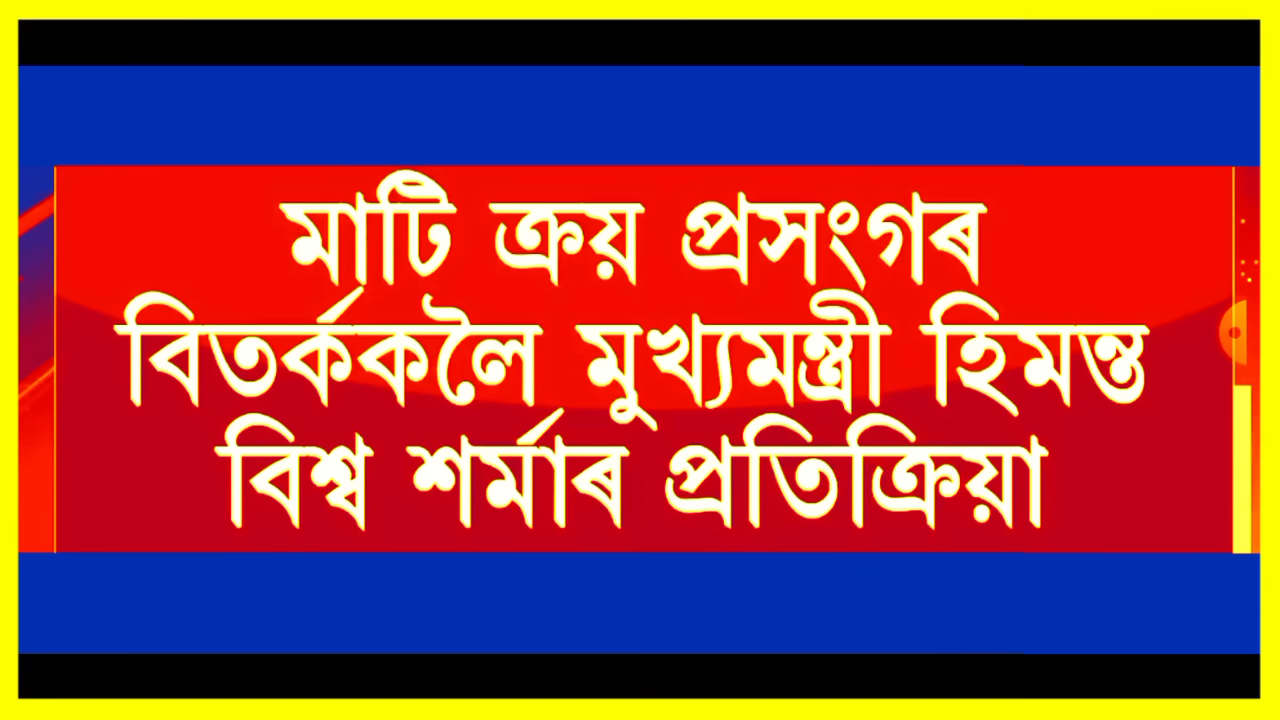 মাটি ক্ৰয় প্ৰসংগৰ
বিতৰ্ককলৈ মুখ্যমন্ত্ৰী হিমন্ত
বিশ্ব শৰ্মাৰ প্ৰতিক্ৰিয়া